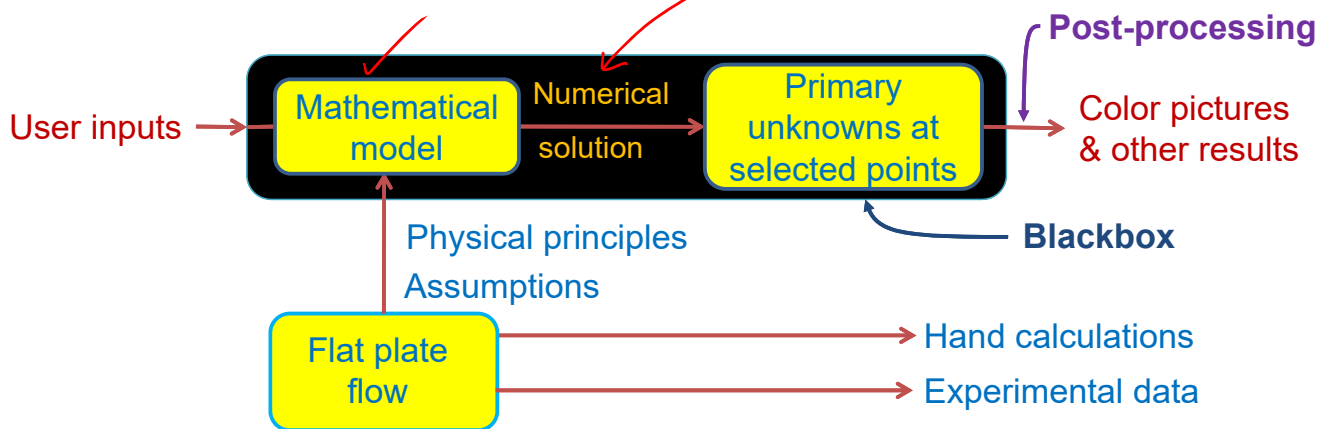 Post-processing
User inputs
Mathematical
model
Numerical
solution
Primary
unknowns at
selected points
Color pictures
& other results
Physical principles
Assumptions
Blackbox
Flat plate
flow
Hand calculations
Experimental data